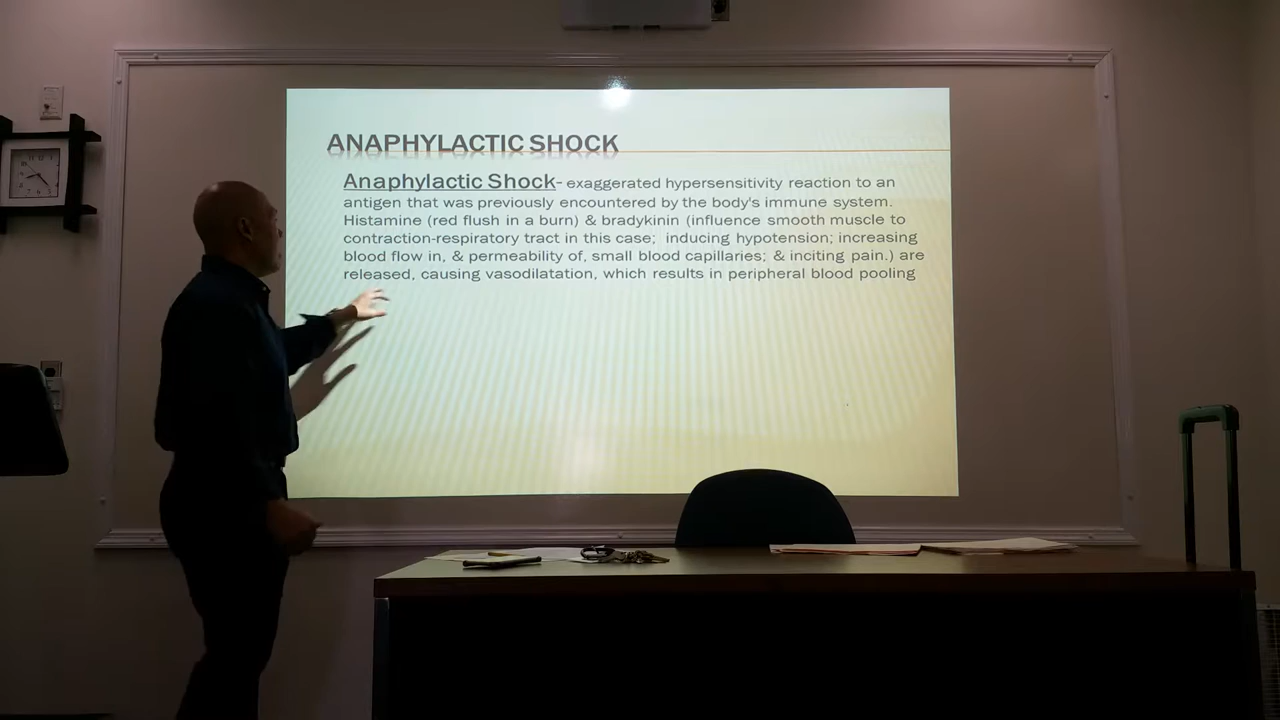 ANAPHYLACTIC SHOCK
Anaphylactic Shock- exaggerated hypersensitivity reaction to an
antigen that was previously encountered by the body's immune system.
Histamine (red flush in a burn) & bradykinin (influence smooth muscle to
contraction-respiratory tract in this case; inducing hypotension; increasing
blood flow in, & permeability of, small blood capillaries; & inciting pain.) are
released, causing vasodilatation, which results in peripheral blood pooling